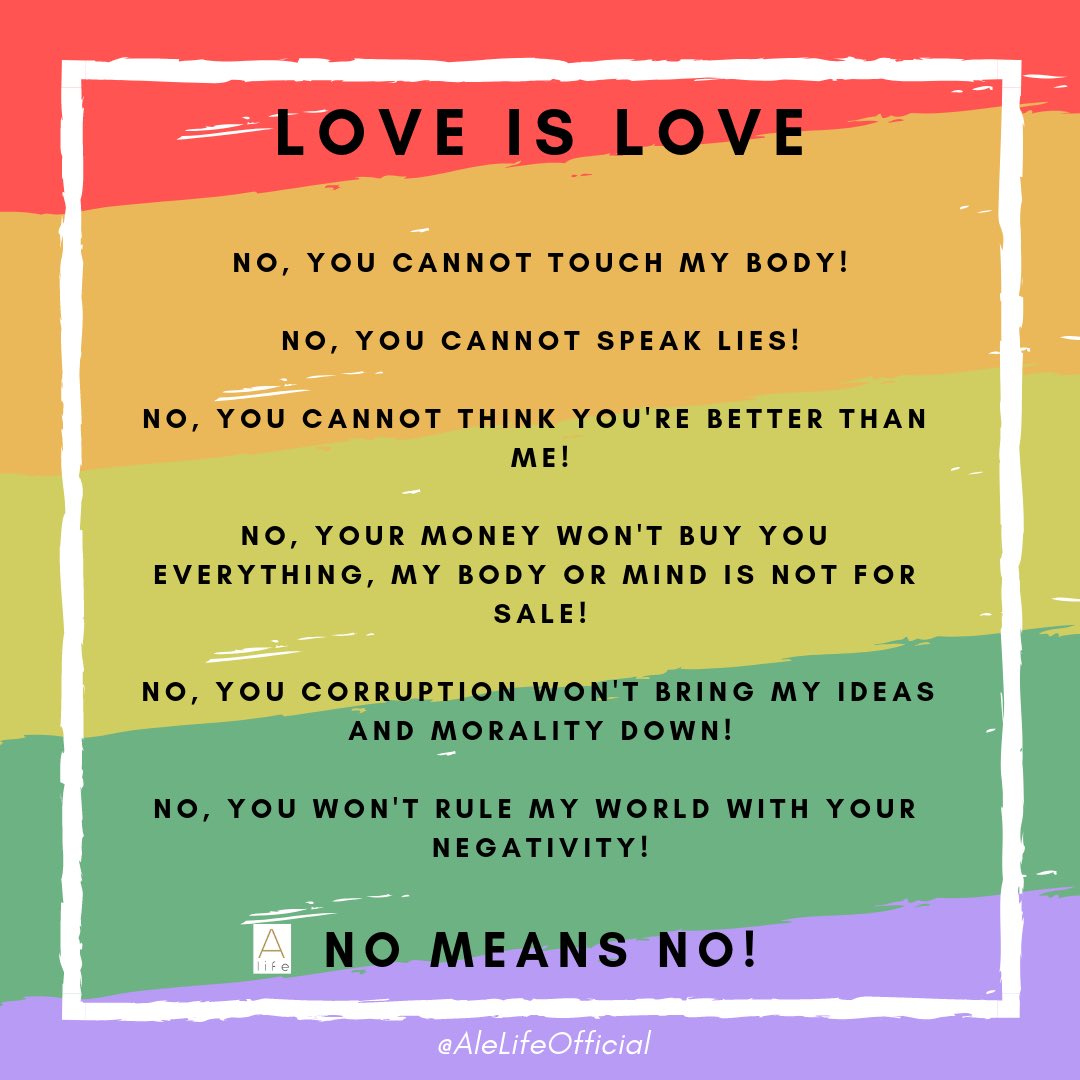 LOVE IS LOVE
NO, YOU CANNOT TOUCH MY BODY!
NO, YOU CANNOT SPEAK LIES!
NO, YOU CANNOT THINK YOU'RE BETTER THAN
ME!
NO, YOUR MONEY WON'T BUY YOU
EVERYTHING, MY BODY OR MIND IS NOT FOR
SALE!
NO, YOU CORRUPTION WON'T BRING MY IDEAS
AND MORALITY DOWN!
NO, YOU WON'T RULE MY WORLD WITH YOUR
NEGATIVITY!
A
life
NO MEANS NO!
@AleLifeOfficial